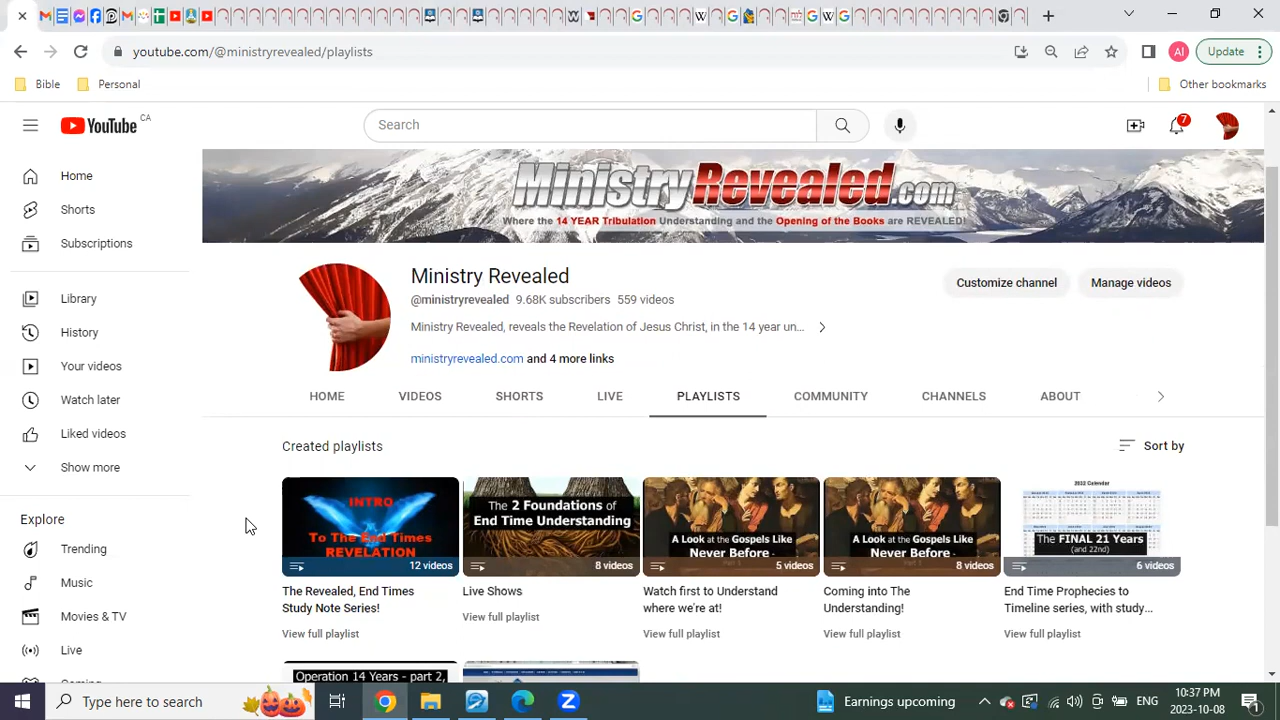 youtube.com/@ministryrevealed/playlists
AI
Update
Bible
Personal
Other bookmarks
YouTube
CA
Search
7
Home
Shorts
Subscriptions
Library
History
Your videos
Watch later
Liked videos
Show more
Explore
Trending
Music
Movies & TV
Live
MinistryRevealed.com
Where the 14 YEAR Tribulation Understanding and the Opening of the Books are REVEALED!
Ministry Revealed
@ministryrevealed 9.68K subscribers 559 videos
Ministry Revealed, reveals the Revelation of Jesus Christ, in the 14 year un...
ministryrevealed.com and 4 more links
Customize channel
Manage videos
HOME VIDEOS SHORTS LIVE PLAYLISTS COMMUNITY CHANNELS ABOUT
Created playlists
Sort by
INTRO
To The End Times
REVELATION
12 videos
The Revealed, End Times
Study Note Series!
View full playlist
The 2 Foundations of
End Time Understanding
8 videos
Live Shows
View full playlist
A Look at the Gospels Like
Never Before -
5 videos
Watch first to Understand
where we're at!
View full playlist
A Look at the Gospels Like
Never Before -
8 videos
Coming into The
Understanding!
View full playlist
2032 Calendar
The FINAL 21 Years
(and 22nd)
6 videos
End Time Prophecies to
Timeline series, with study...
View full playlist
Operation 14 Years - part 2,
Type here to search
Earnings upcoming
ENG
10:37 PM
2023-10-08
1